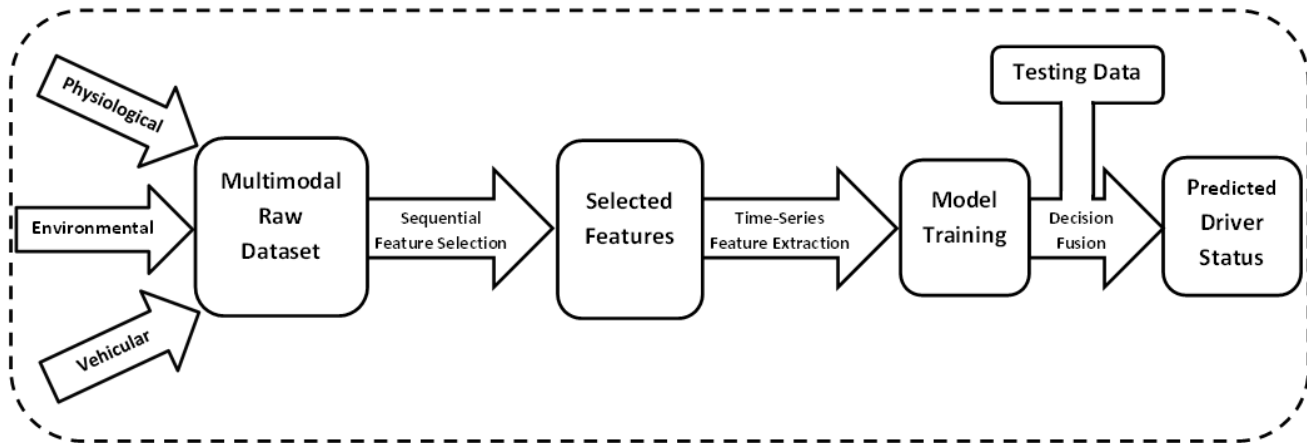 Physiological
Environmental
Vehicular
Multimodal
Raw
Dataset
Sequential
Feature Selection
Selected
Features
Time-Series
Feature Extraction
Model
Training
Testing Data
Decision
Fusion
Predicted
Driver
Status